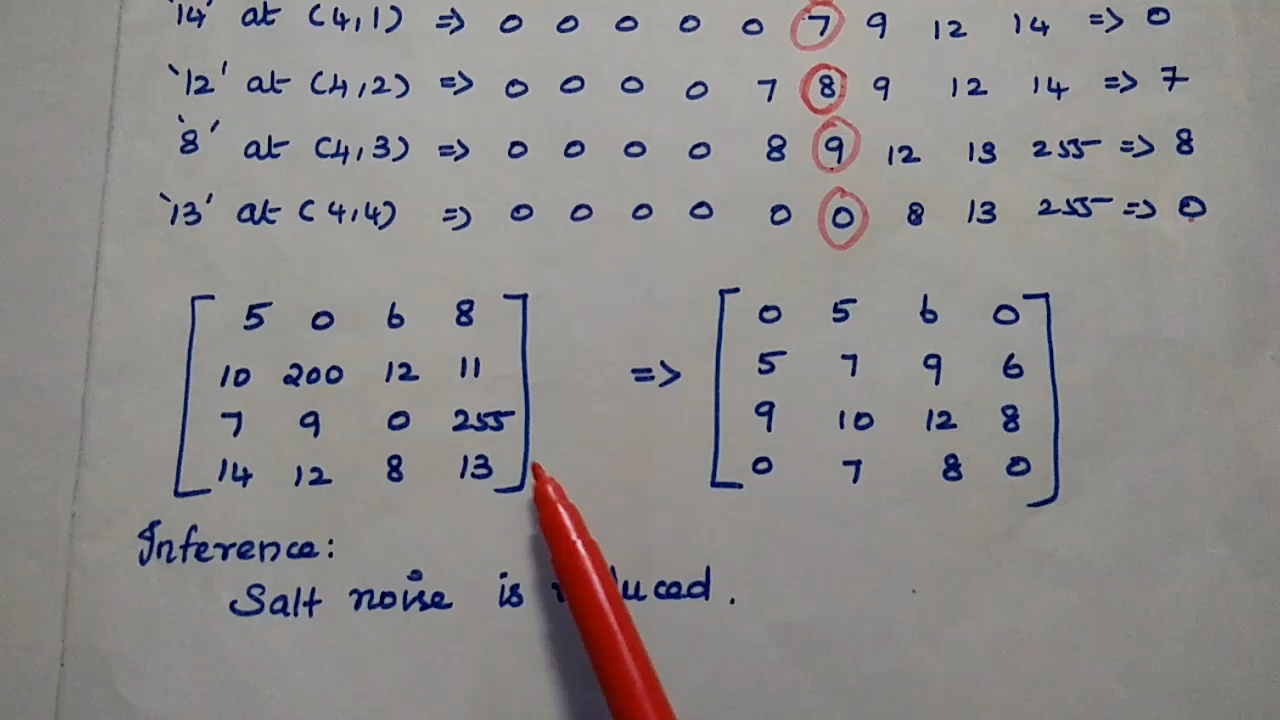 '14' at (4,1) => 0 0 0 0 0 7 9 12 14 => 0
'12' at (4,2) => 0 0 0 0 7 8 9 12 14 => 7
'8' at (4,3) => 0 0 0 0 8 9 12 13 255 => 8
'13' at (4,4) => 0 0 0 0 0 0 8 13 255 => 0
5 0 6 8 0 5 6 0
10 200 12 11 => 5 7 9 6
7 9 0 255 9 10 12 8
14 12 8 13 0 7 8 0
Inference:
Salt noise is .